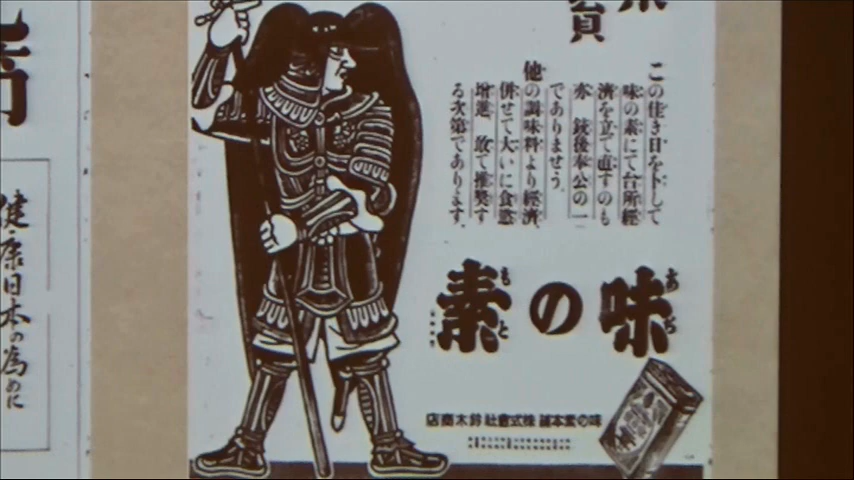 この佳き日を卜して
味の素にて台所經
濟を立て直すのも
亦 銃後奉公の一
でありませう。
他の調味料より經濟、
併せて大いに食慾
増進、敢て推奬す
る次第であります。
味の素
あぢ
もと
店商木鈴 社會式株 舗本素の味
健康日本の為めに